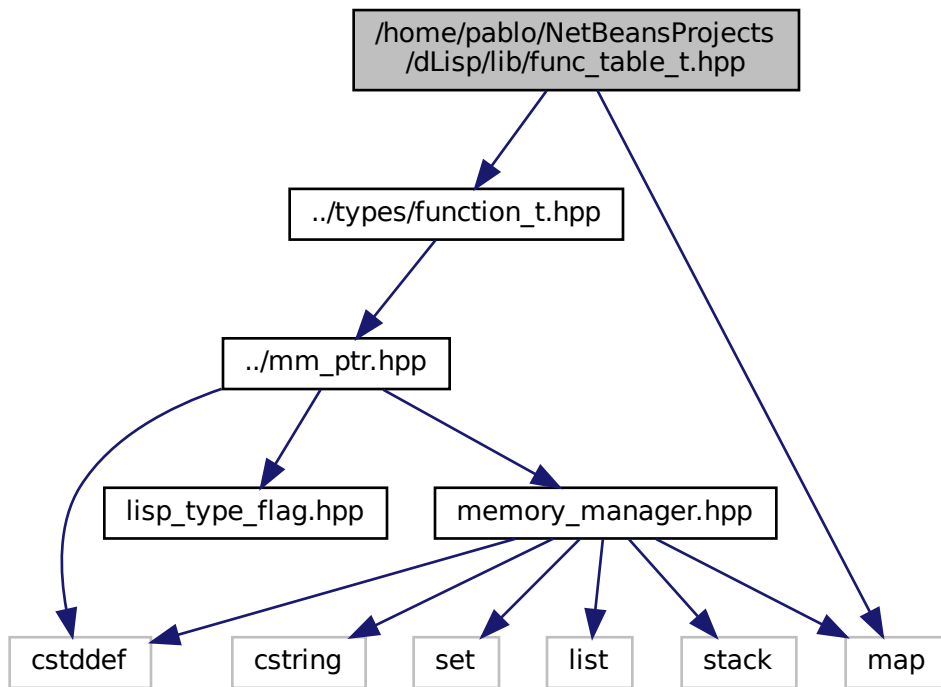 /home/pablo/NetBeansProjects
/dLisp/lib/func_table_t.hpp
../types/function_t.hpp
../mm_ptr.hpp
lisp_type_flag.hpp
memory_manager.hpp
cstddef
cstring
set
list
stack
map